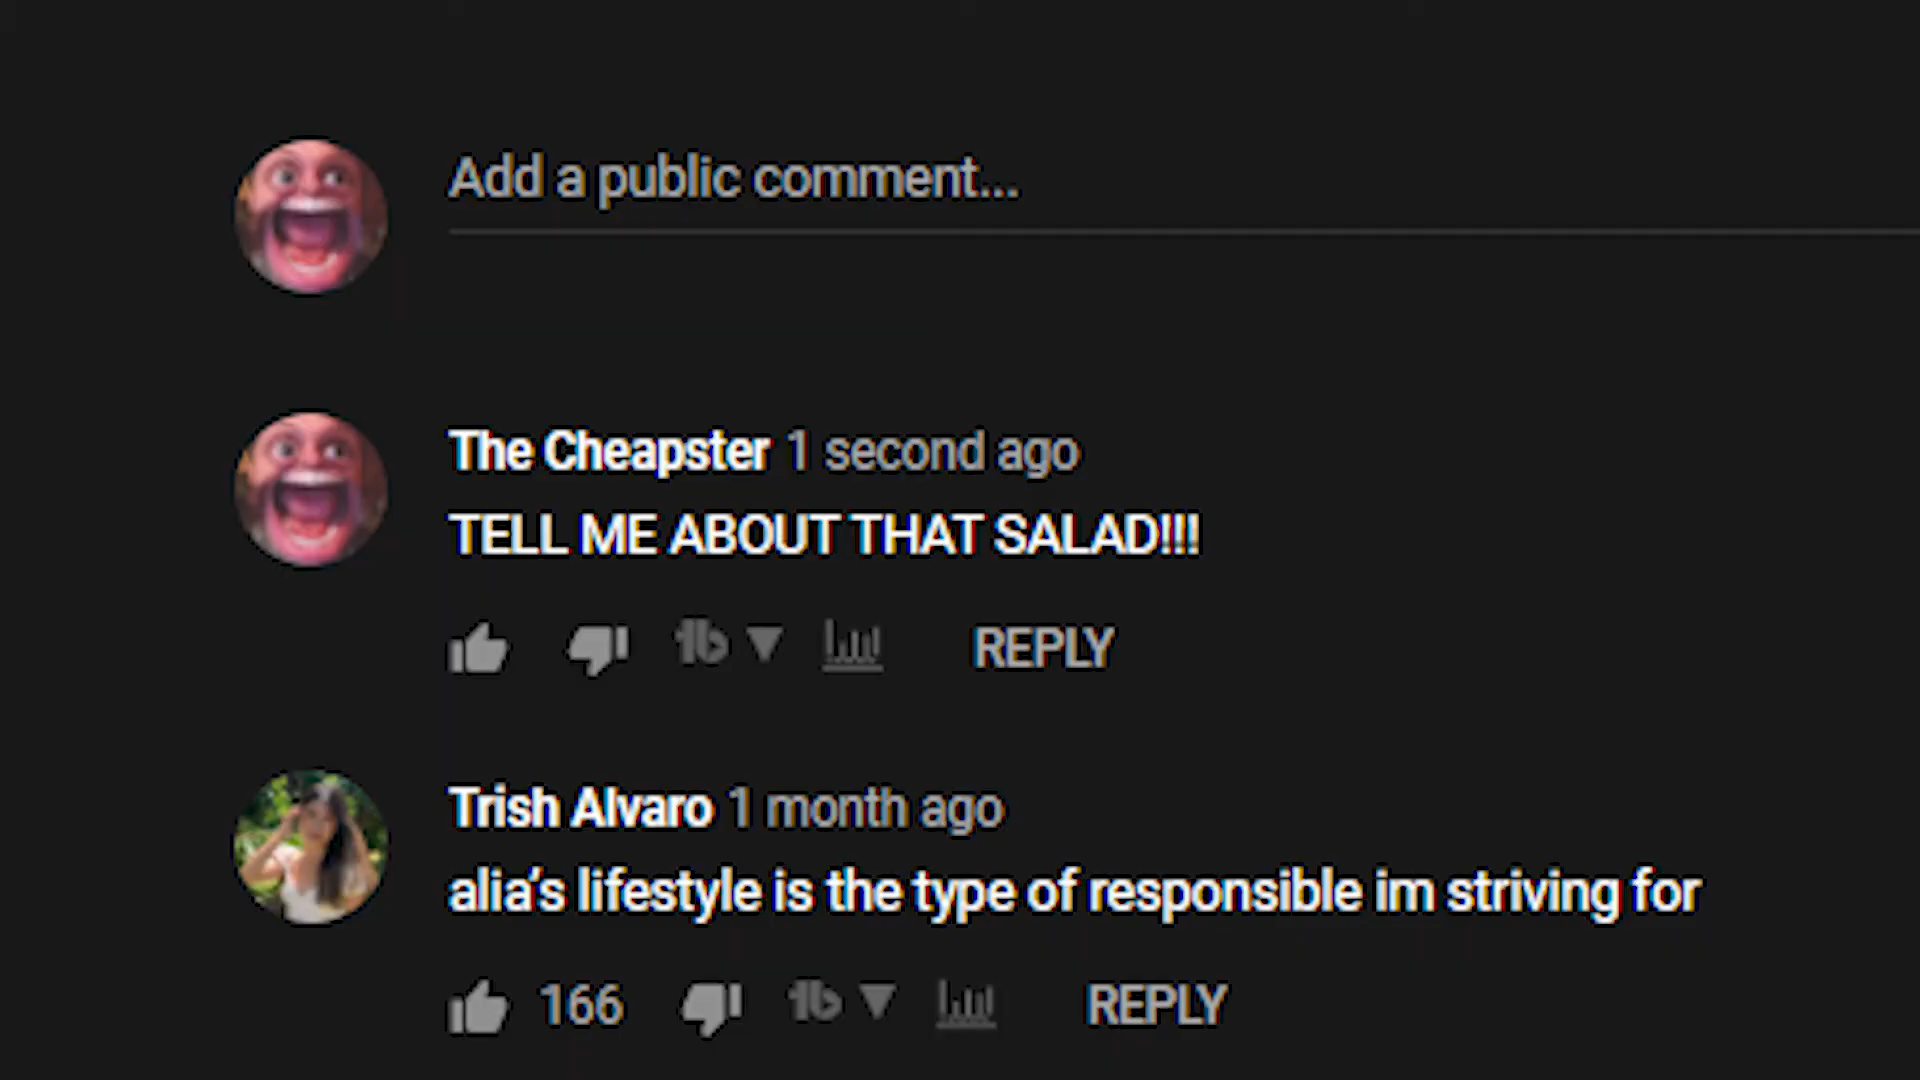 Add a public comment...
The Cheapster 1 second ago
TELL ME ABOUT THAT SALAD!!!
REPLY
Trish Alvaro 1 month ago
alia's lifestyle is the type of responsible im striving for
166 REPLY